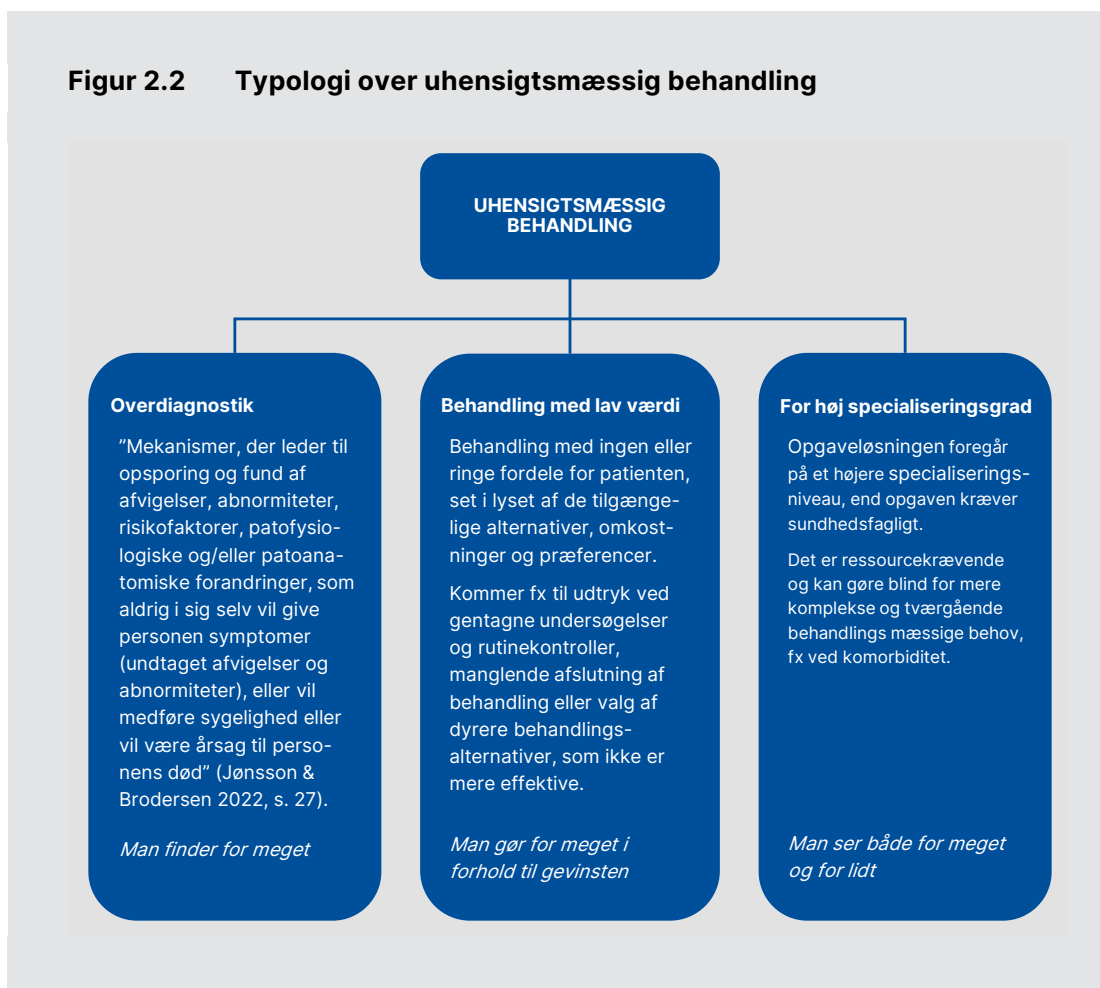 Figur 2.2 Typologi over uhensigtsmæssig behandling
UHENSIGTSMÆSSIG
BEHANDLING
Overdiagnostik
”Mekanismer, der leder til
opsporing og fund af
afvigelser, abnormiteter,
risikofaktorer, patofysio-
logiske og/eller patoana-
tomiske forandringer, som
aldrig i sig selv vil give
personen symptomer
(undtaget afvigelser og
abnormiteter), eller vil
medføre sygelighed eller
vil være årsag til perso-
nens død” (Jønsson &
Brodersen 2022, s. 27).
Man finder for meget
Behandling med lav værdi
Behandling med ingen eller
ringe fordele for patienten,
set i lyset af de tilgænge-
lige alternativer, omkost-
ninger og præferencer.
Kommer fx til udtryk ved
gentagne undersøgelser
og rutinekontroller,
manglende afslutning af
behandling eller valg af
dyrere behandlings-
alternativer, som ikke er
mere effektive.
Man gør for meget i
forhold til gevinsten
For høj specialiseringsgrad
Opgaveløsningen foregår
på et højere specialiserings-
niveau, end opgaven kræver
sundhedsfagligt.
Det er ressourcekrævende
og kan gøre blind for mere
komplekse og tværgående
behandlings mæssige behov,
fx ved komorbiditet.
Man ser både for meget
og for lidt